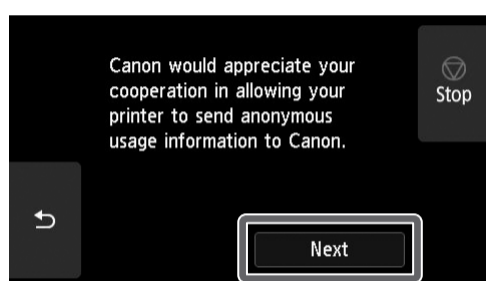 Canon would appreciate your
cooperation in allowing your
printer to send anonymous
usage information to Canon.
Stop
Next